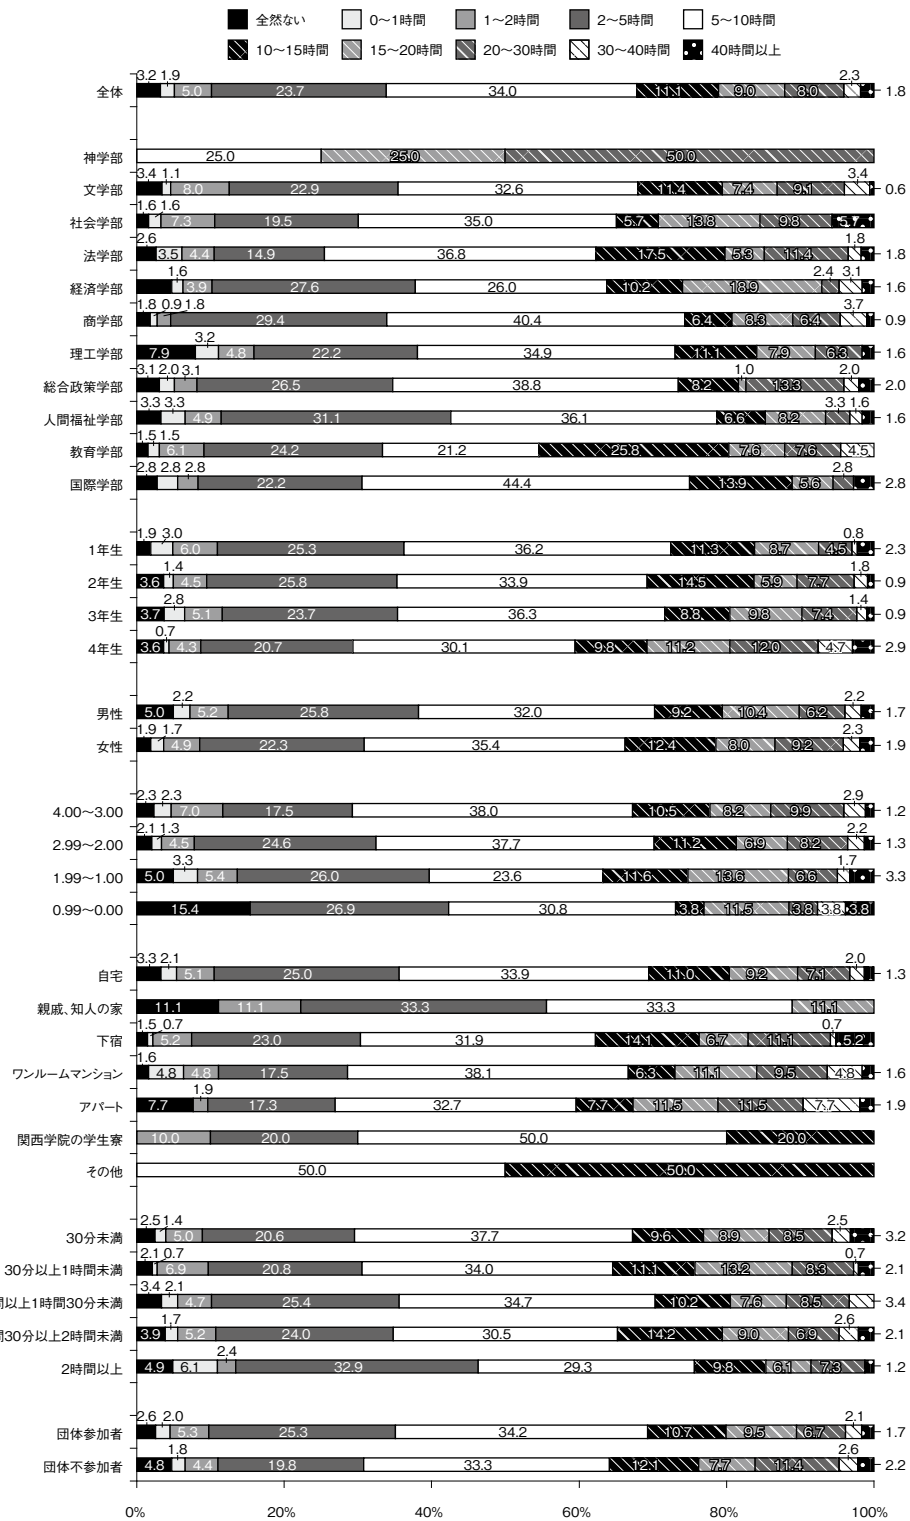 全然ない 0～1時間 1～2時間 2～5時間 5～10時間
10～15時間 15～20時間 20～30時間 30～40時間 40時間以上
3.2 1.9 2.3
全体 5.0 23.7 34.0 11.1 9.0 8.0 1.8
神学部 25.0 25.0 50.0
3.4 1.1 3.4
文学部 8.0 22.9 32.6 11.4 7.4 9.1 0.6
1.6 1.6
社会学部 7.3 19.5 35.0 5.7 13.8 9.8 5.7
2.6 1.8
法学部 3.5 4.4 14.9 36.8 17.5 5.3 11.4 1.8
1.6 2.4 3.1
経済学部 3.9 27.6 26.0 10.2 18.9 1.6
1.8 0.9 1.8 3.7
商学部 29.4 40.4 6.4 8.3 6.4 0.9
3.2
理工学部 7.9 4.8 22.2 34.9 11.1 7.9 6.3 1.6
3.1 2.0 3.1 1.0 2.0
総合政策学部 26.5 38.8 8.2 13.3 2.0
3.3 3.3 3.3 1.6
人間福祉学部 4.9 31.1 36.1 6.6 8.2 1.6
1.5 1.5
教育学部 6.1 24.2 21.2 25.8 7.6 7.6 4.5
2.8 2.8 2.8 2.8
国際学部 22.2 44.4 13.9 5.6 2.8
1.9 3.0 0.8
1年生 6.0 25.3 36.2 11.3 8.7 4.5 2.3
1.4 1.8
2年生 3.6 4.5 25.8 33.9 14.5 5.9 7.7 0.9
2.8 1.4
3年生 3.7 5.1 23.7 36.3 8.8 9.8 7.4 0.9
0.7
4年生 3.6 4.3 20.7 30.1 9.8 11.2 12.0 4.7 2.9
2.2 2.2
男性 5.0 5.2 25.8 32.0 9.2 10.4 6.2 1.7
1.9 1.7 2.3
女性 4.9 22.3 35.4 12.4 8.0 9.2 1.9
2.3 2.3 2.9
4.00～3.00 7.0 17.5 38.0 10.5 8.2 9.9 1.2
2.1 1.3 2.2
2.99～2.00 4.5 24.6 37.7 11.2 6.9 8.2 1.3
3.3 1.7
1.99～1.00 5.0 5.4 26.0 23.6 11.6 13.6 6.6 3.3
0.99～0.00 15.4 26.9 30.8 3.8 11.5 3.8 3.8 3.8
3.3 2.1 2.0
自宅 5.1 25.0 33.9 11.0 9.2 7.1 1.3
親戚、知人の家 11.1 11.1 33.3 33.3 11.1
1.5 0.7 0.7
下宿 5.2 23.0 31.9 14.1 6.7 11.1 5.2
1.6
ワンルームマンション 4.8 4.8 17.5 38.1 6.3 11.1 9.5 4.8 1.6
1.9
アパート 7.7 17.3 32.7 7.7 11.5 11.5 7.7 1.9
関西学院の学生寮 10.0 20.0 50.0 20.0
その他 50.0 50.0
2.5 1.4 2.5
30分未満 5.0 20.6 37.7 9.6 8.9 8.5 3.2
2.1 0.7 0.7
30分以上1時間未満 6.9 20.8 34.0 11.1 13.2 8.3 2.1
3.4 2.1
以上1時間30分未満 4.7 25.4 34.7 10.2 7.6 8.5 3.4
1.7 2.6
30分以上2時間未満 3.9 5.2 24.0 30.5 14.2 9.0 6.9 2.1
2.4
2時間以上 4.9 6.1 32.9 29.3 9.8 6.1 7.3 1.2
2.6 2.0 2.1
団体参加者 5.3 25.3 34.2 10.7 9.5 6.7 1.7
1.8 2.6
団体不参加者 4.8 4.4 19.8 33.3 12.1 7.7 11.4 2.2
0% 20% 40% 60% 80% 100%